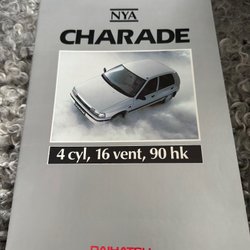 NYA
CHARADE
4 cyl, 16 vent, 90 hk
DAIHATSU